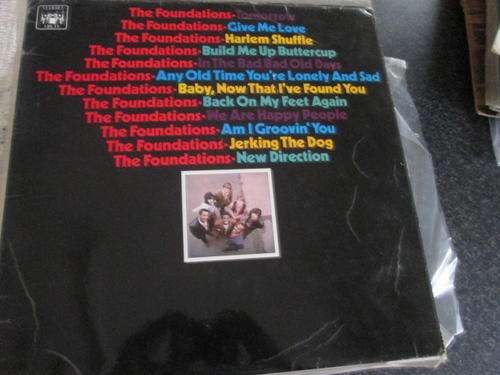 The Foundations-Tomorrow
The Foundations-Give Me Love
The Foundations-Harlem Shuffle
The Foundations-Build Me Up Buttercup
The Foundations-In The Bad Bad Old Days
The Foundations-Any Old Time You're Lonely And Sad
The Foundations-Baby, Now That I've Found You
The Foundations-Back On My Feet Again
The Foundations-We Are Happy People
The Foundations-Am I Groovin' You
The Foundations-Jerking The Dog
The Foundations-New Direction